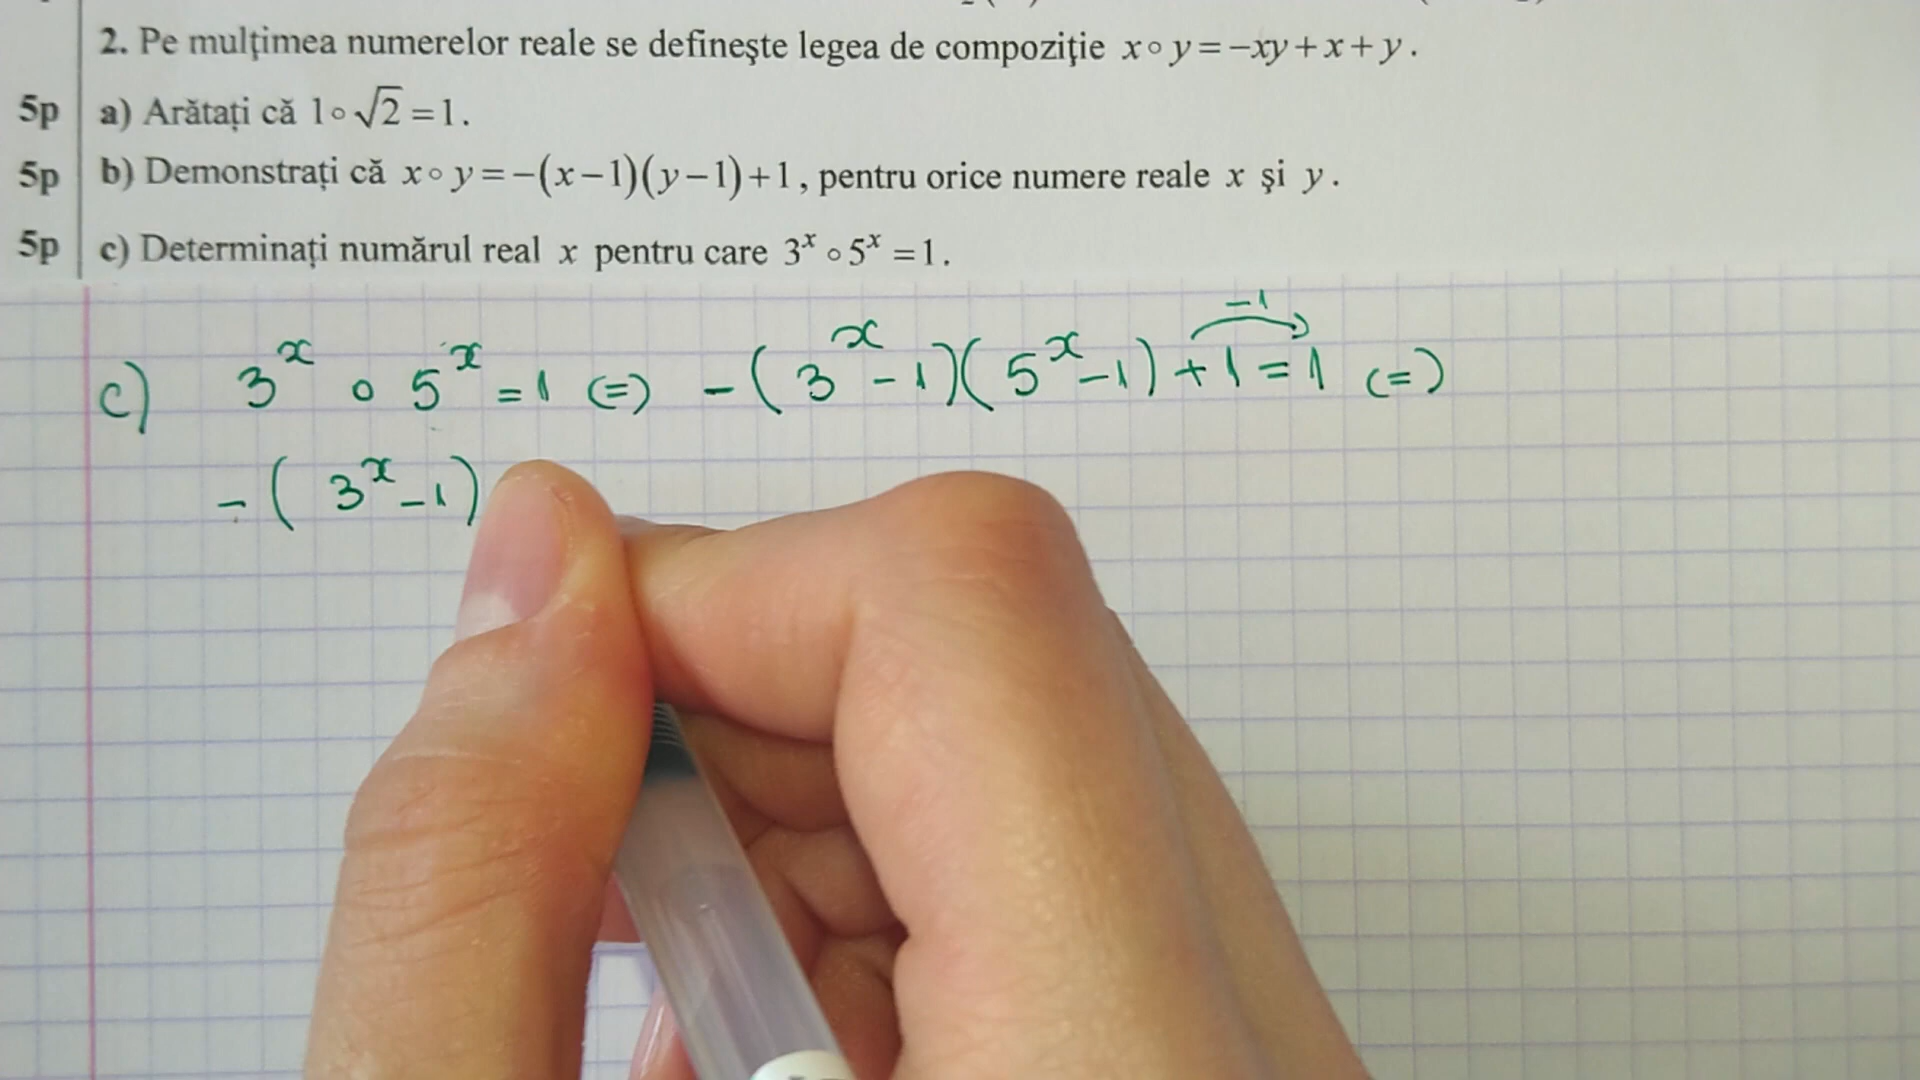 2. Pe mulţimea numerelor reale se defineşte legea de compoziţie x∘y=−xy+x+y.
5p a) Arătaţi că 1∘√2=1.
5p b) Demonstraţi că x∘y=−(x−1)(y−1)+1, pentru orice numere reale x şi y.
5p c) Determinaţi numărul real x pentru care 3^x∘5^x=1.
−1
c) 3^x ∘ 5^x = 1 (=) −(3^x−1)(5^x−1)+1=1 (=)
−(3^x−1)